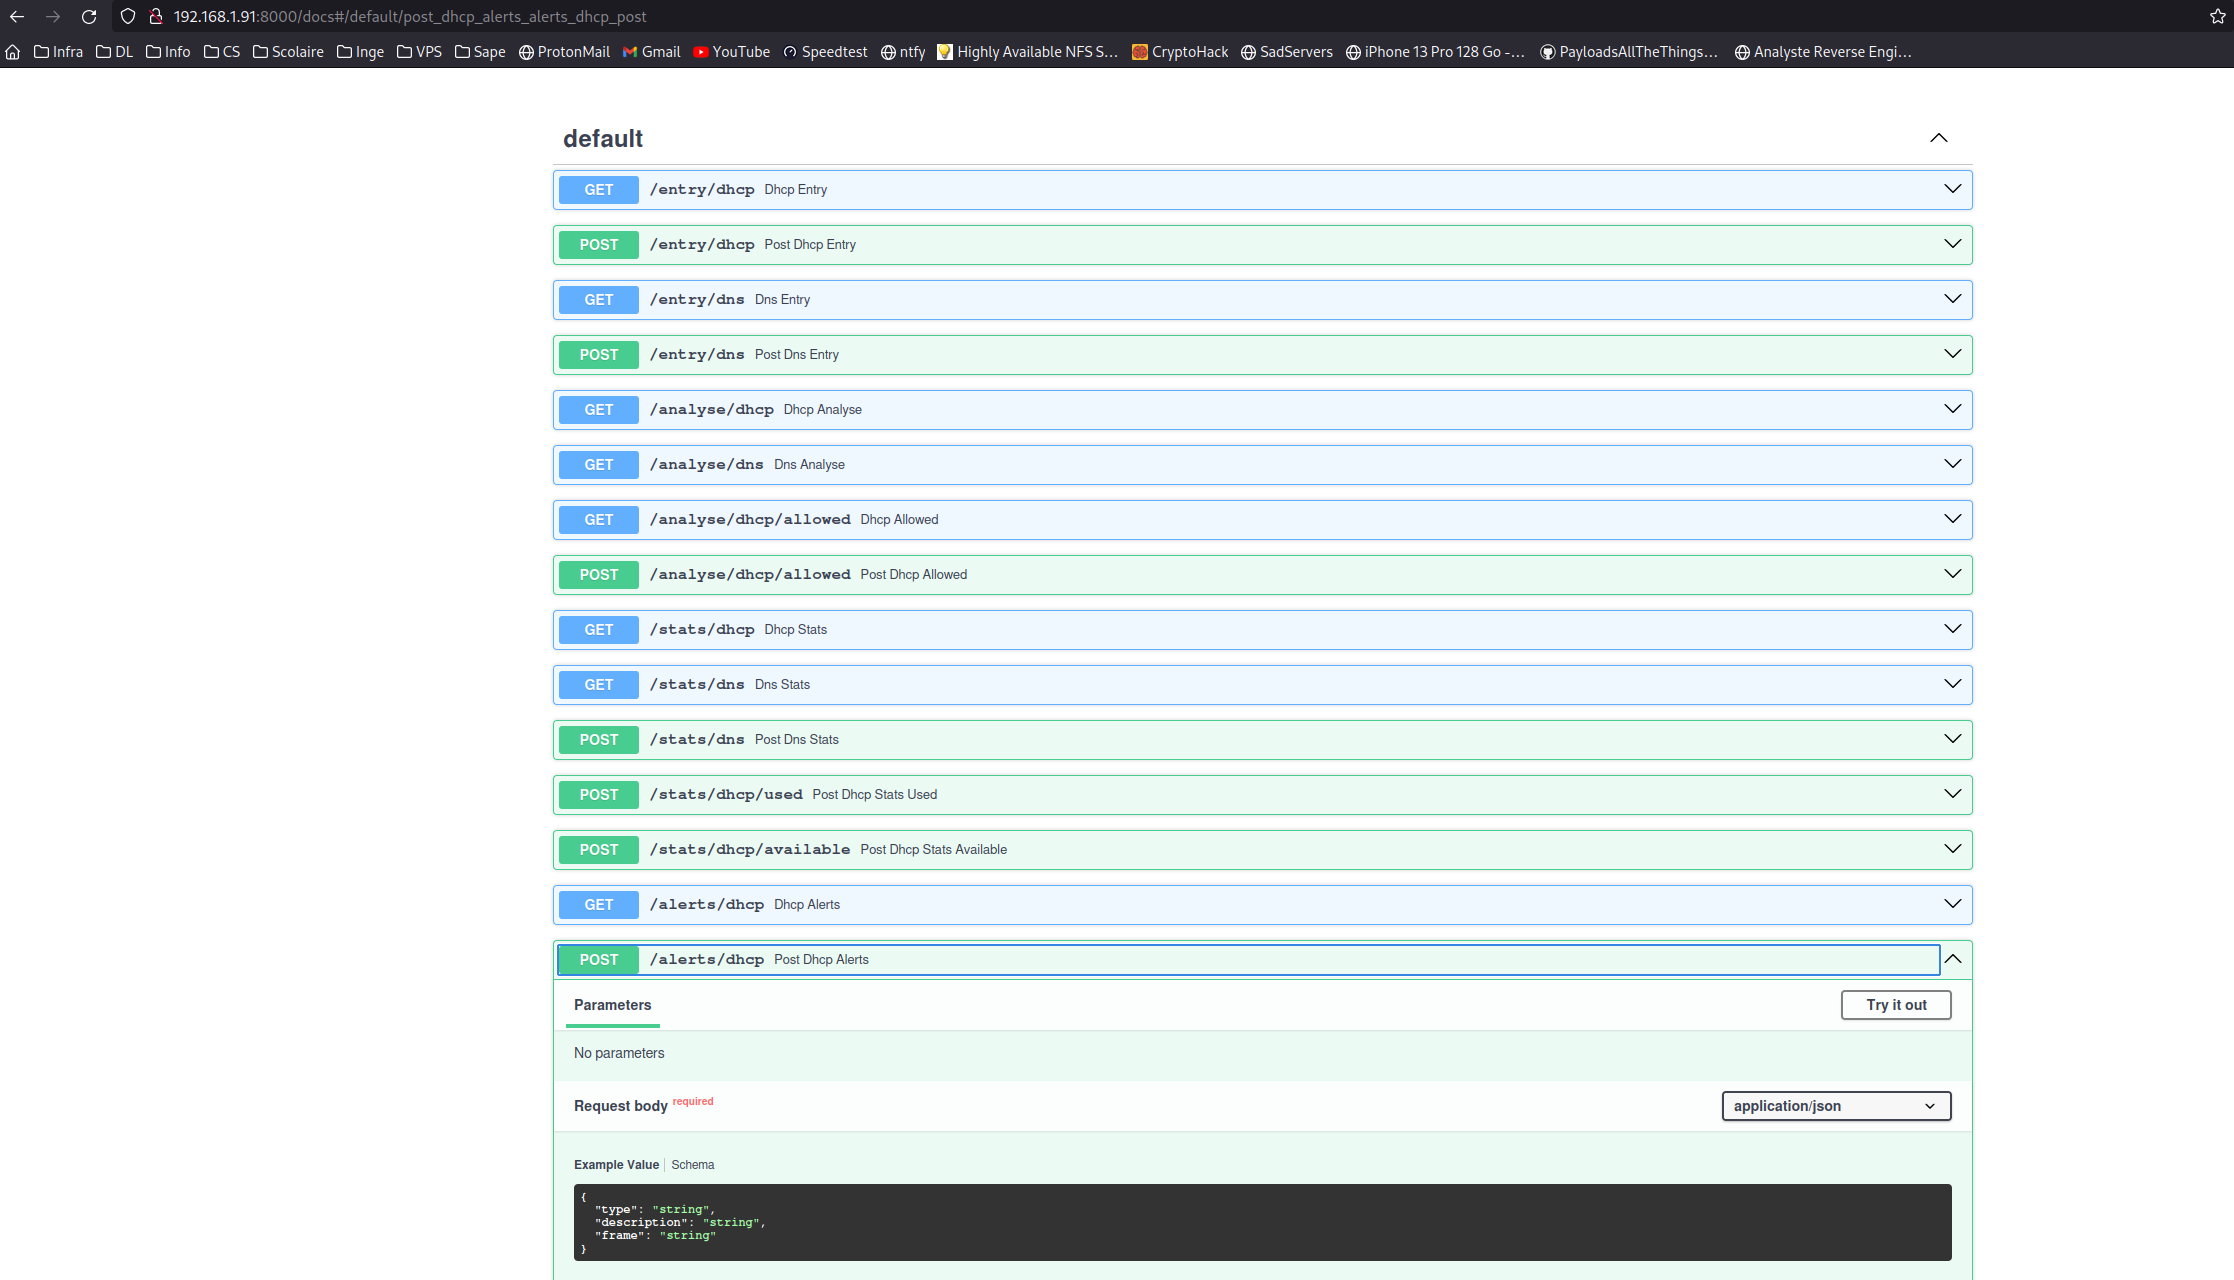 192.168.1.91:8000/docs#/default/post_dhcp_alerts_alerts_dhcp_post
Infra DL Info CS Scolaire Inge VPS Sape ProtonMail Gmail YouTube Speedtest ntfy Highly Available NFS S… CryptoHack SadServers iPhone 13 Pro 128 Go -… PayloadsAllTheThings… Analyste Reverse Engi…
default
GET /entry/dhcp Dhcp Entry
POST /entry/dhcp Post Dhcp Entry
GET /entry/dns Dns Entry
POST /entry/dns Post Dns Entry
GET /analyse/dhcp Dhcp Analyse
GET /analyse/dns Dns Analyse
GET /analyse/dhcp/allowed Dhcp Allowed
POST /analyse/dhcp/allowed Post Dhcp Allowed
GET /stats/dhcp Dhcp Stats
GET /stats/dns Dns Stats
POST /stats/dns Post Dns Stats
POST /stats/dhcp/used Post Dhcp Stats Used
POST /stats/dhcp/available Post Dhcp Stats Available
GET /alerts/dhcp Dhcp Alerts
POST /alerts/dhcp Post Dhcp Alerts
Parameters Try it out
No parameters
Request body required application/json
Example Value Schema
{
"type": "string",
"description": "string",
"frame": "string"
}